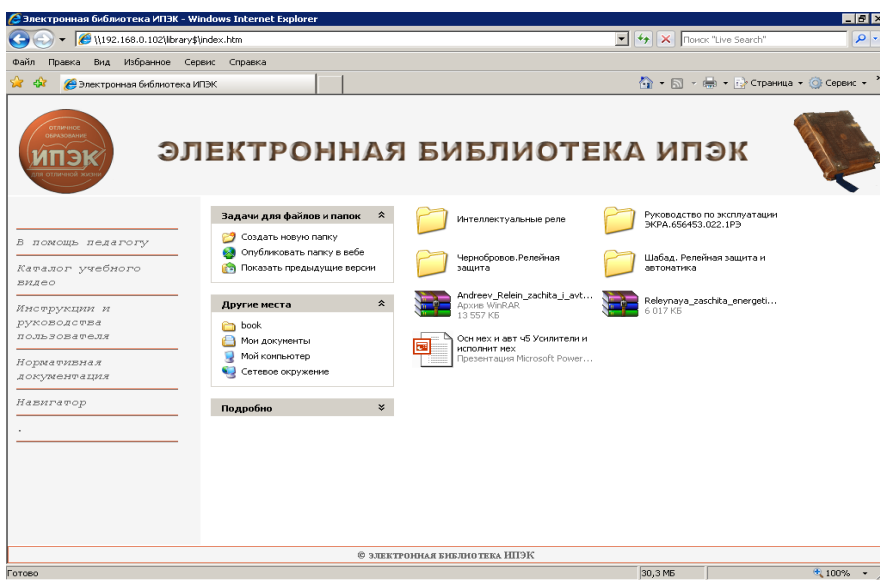 Электронная библиотека ИПЭК - Windows Internet Explorer
\\192.168.0.102\library$\index.htm
Поиск "Live Search"
Файл Правка Вид Избранное Сервис Справка
Электронная библиотека ИПЭК
Страница Сервис
ОТЛИЧНОЕ
ОБРАЗОВАНИЕ
ИПЭК
ДЛЯ ОТЛИЧНОЙ ЖИЗНИ
ЭЛЕКТРОННАЯ БИБЛИОТЕКА ИПЭК
В помощь педагогу
Каталог учебного
видео
Инструкции и
руководства
пользователя
Нормативная
документация
Навигатор
.
Задачи для файлов и папок
Создать новую папку
Опубликовать папку в вебе
Показать предыдущие версии
Другие места
book
Мои документы
Мой компьютер
Сетевое окружение
Подробно
Интеллектуальные реле
Руководство по эксплуатации
ЭКРА.656453.022.1РЭ
Чернобровов.Релейная
защита
Шабад. Релейная защита и
автоматика
Andreev_Relein_zachita_i_avt...
Архив WinRAR
13 557 КБ
Releynaya_zaschita_energeti...
6 017 КБ
Осн мех и авт ч5 Усилители и
исполнит мех
Презентация Microsoft Power...
© ЭЛЕКТРОННАЯ БИБЛИОТЕКА ИПЭК
Готово
30,3 МБ
100%